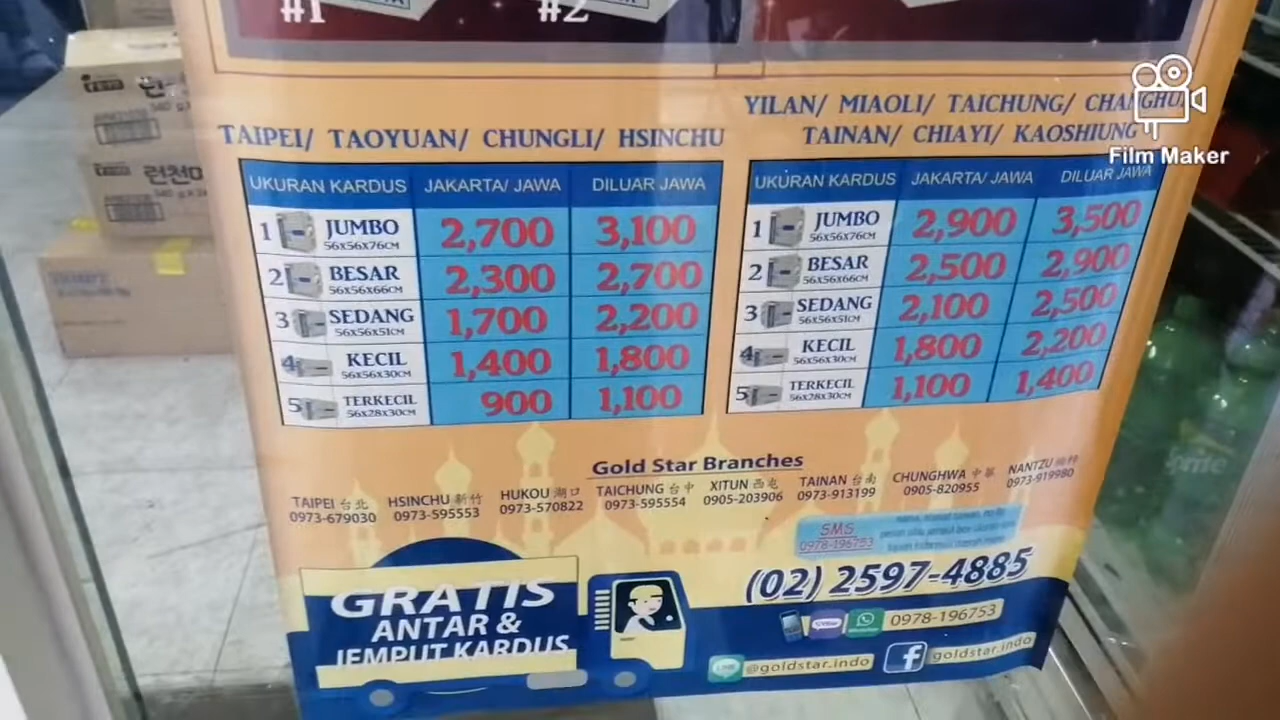 #1
#2
Film Maker
TAIPEI/ TAOYUAN/ CHUNGLI/ HSINCHU
UKURAN KARDUS JAKARTA/ JAWA DILUAR JAWA
1 JUMBO 56x56x76CM 2,700 3,100
2 BESAR 56x56x66CM 2,300 2,700
3 SEDANG 56x56x51CM 1,700 2,200
4 KECIL 56x56x30CM 1,400 1,800
5 TERKECIL 56x28x30CM 900 1,100
YILAN/ MIAOLI/ TAICHUNG/
TAINAN/ CHIAYI/ KAOSHIUNG
UKURAN KARDUS JAKARTA/ JAWA DILUAR JAWA
1 JUMBO 56x56x76CM 2,900 3,500
2 BESAR 56x56x66CM 2,500 2,900
3 SEDANG 56x56x51CM 2,100 2,500
4 KECIL 56x56x30CM 1,800 2,200
5 TERKECIL 56x28x30CM 1,100 1,400
Gold Star Branches
TAIPEI 台北 HSINCHU 新竹 HUKOU 湖口 TAICHUNG 台中 XITUN 西屯 TAINAN 台南 CHUNGHWA 中華 NANTZU 楠梓
0973-679030 0973-595553 0973-570822 0973-595554 0905-203906 0973-913199 0905-820955 0973-919980
SMS
0978-196753
(02) 2597-4885
GRATIS
ANTAR &
JEMPUT KARDUS
0978-196753
@goldstar.indo
goldstar.indo